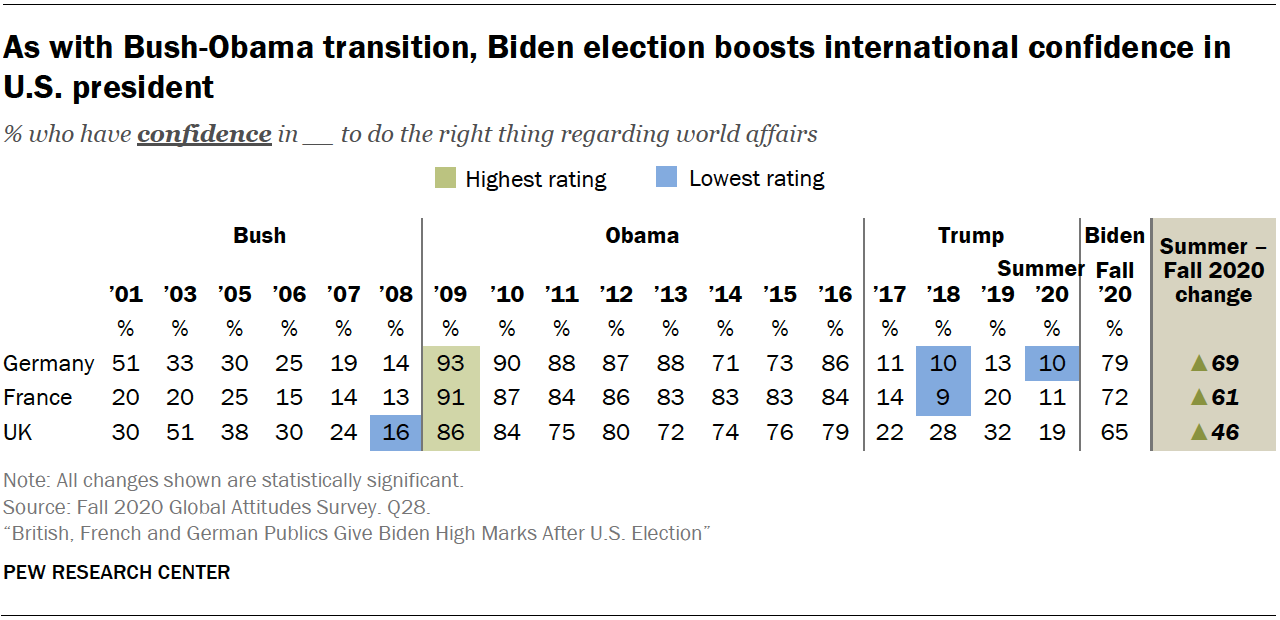 As with Bush-Obama transition, Biden election boosts international confidence in
U.S. president
% who have confidence in __ to do the right thing regarding world affairs
Highest rating Lowest rating
Bush Obama Trump Biden Summer –
Summer Fall Fall 2020
’01 ’03 ’05 ’06 ’07 ’08 ’09 ’10 ’11 ’12 ’13 ’14 ’15 ’16 ’17 ’18 ’19 ’20 ’20 change
% % % % % % % % % % % % % % % % % % %
Germany 51 33 30 25 19 14 93 90 88 87 88 71 73 86 11 10 13 10 79 ▲69
France 20 20 25 15 14 13 91 87 84 86 83 83 83 84 14 9 20 11 72 ▲61
UK 30 51 38 30 24 16 86 84 75 80 72 74 76 79 22 28 32 19 65 ▲46
Note: All changes shown are statistically significant.
Source: Fall 2020 Global Attitudes Survey. Q28.
“British, French and German Publics Give Biden High Marks After U.S. Election”
PEW RESEARCH CENTER